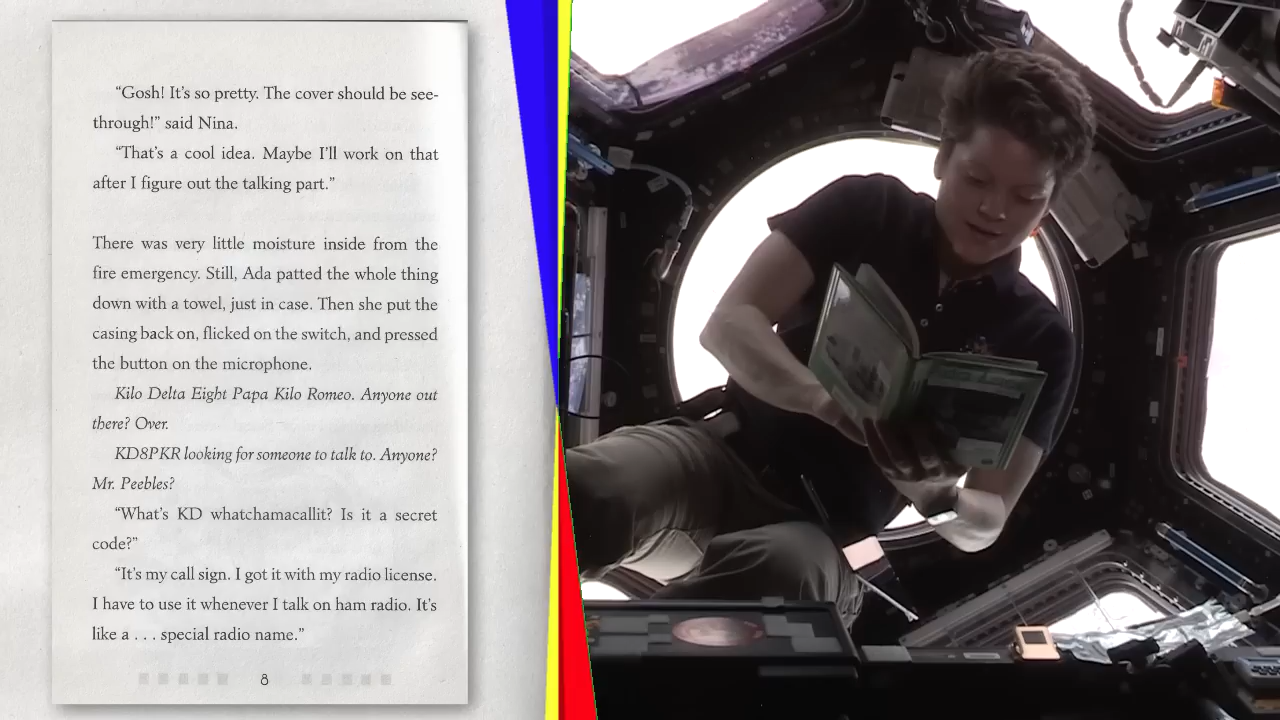 “Gosh! It’s so pretty. The cover should be see-
through!” said Nina.
“That’s a cool idea. Maybe I’ll work on that
after I figure out the talking part.”
There was very little moisture inside from the
fire emergency. Still, Ada patted the whole thing
down with a towel, just in case. Then she put the
casing back on, flicked on the switch, and pressed
the button on the microphone.
Kilo Delta Eight Papa Kilo Romeo. Anyone out
there? Over.
KD8PKR looking for someone to talk to. Anyone?
Mr. Peebles?
“What’s KD whatchamacallit? Is it a secret
code?”
“It’s my call sign. I got it with my radio license.
I have to use it whenever I talk on ham radio. It’s
like a . . . special radio name.”
8